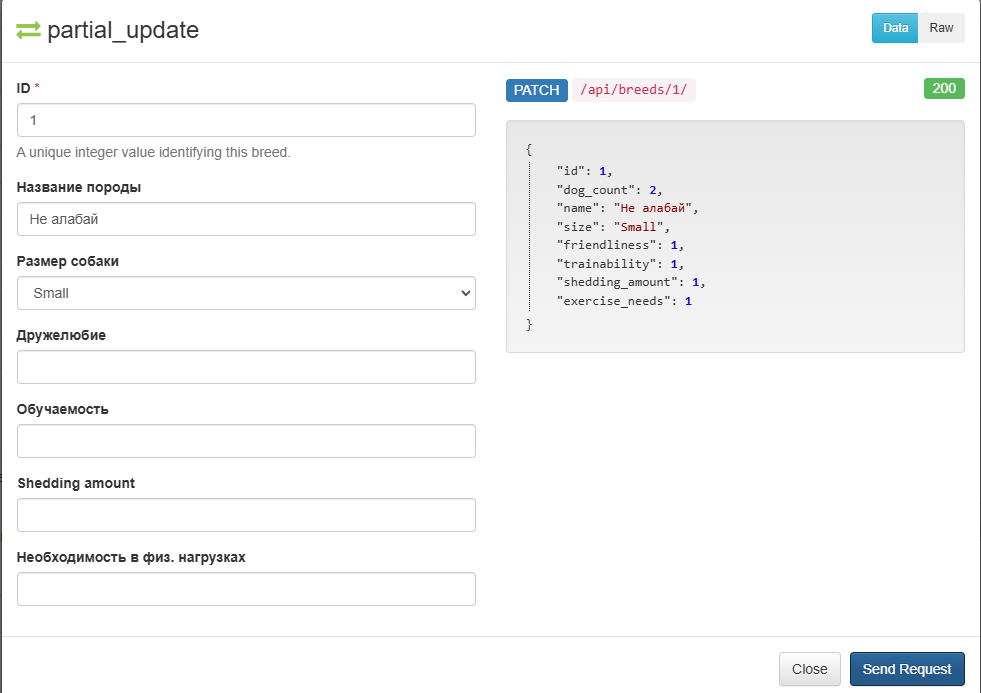 partial_update
Data Raw
ID *
1
A unique integer value identifying this breed.
Название породы
Не алабай
Размер собаки
Small
Дружелюбие
Обучаемость
Shedding amount
Необходимость в физ. нагрузках
PATCH /api/breeds/1/
200
{
"id": 1,
"dog_count": 2,
"name": "Не алабай",
"size": "Small",
"friendliness": 1,
"trainability": 1,
"shedding_amount": 1,
"exercise_needs": 1
}
Close Send Request